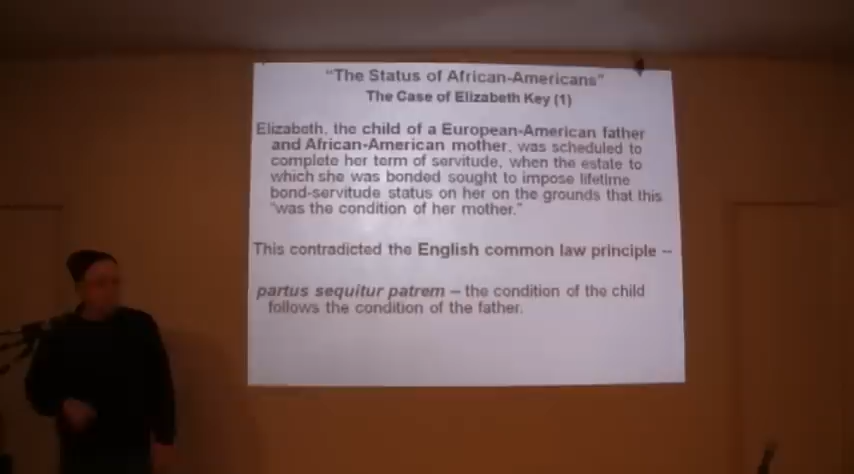 "The Status of African-Americans"
The Case of Elizabeth Key (1)
Elizabeth, the child of a European-American father
and African-American mother, was scheduled to
complete her term of servitude, when the estate to
which she was bonded sought to impose lifetime
bond-servitude status on her on the grounds that this
"was the condition of her mother."
This contradicted the English common law principle –
partus sequitur patrem – the condition of the child
follows the condition of the father.